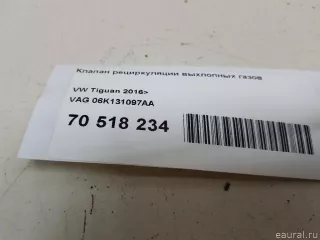 Клапан рециркуляции выхлопных газов
VW Tiguan 2016>
VAG 06K131097AA
70 518 234
eaural.ru